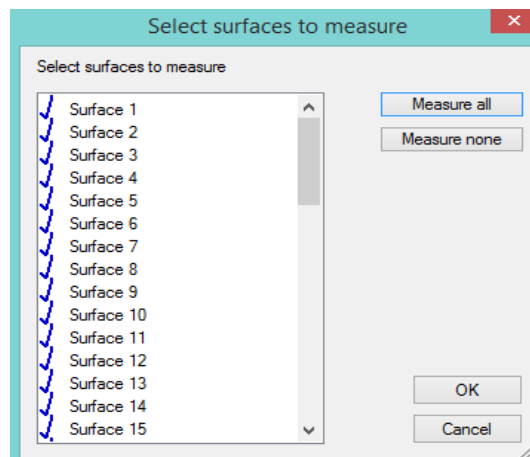 Select surfaces to measure
Select surfaces to measure
Surface 1
Surface 2
Surface 3
Surface 4
Surface 5
Surface 6
Surface 7
Surface 8
Surface 9
Surface 10
Surface 11
Surface 12
Surface 13
Surface 14
Surface 15
Measure all
Measure none
OK
Cancel